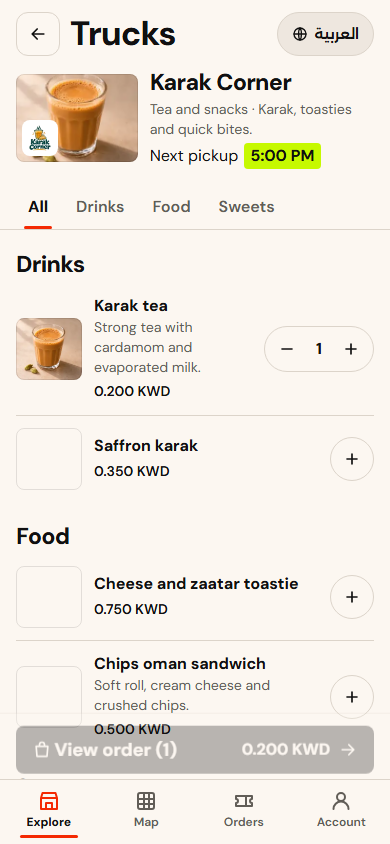 Trucks
العربية
Karak Corner
Tea and snacks · Karak, toasties
and quick bites.
Next pickup 5:00 PM
Karak
Corner
All Drinks Food Sweets
Drinks
Karak tea
Strong tea with
cardamom and
evaporated milk.
0.200 KWD
1
Saffron karak
0.350 KWD
Food
Cheese and zaatar toastie
0.750 KWD
Chips oman sandwich
Soft roll, cream cheese and
crushed chips.
0.500 KWD
View order (1) 0.200 KWD
Explore Map Orders Account